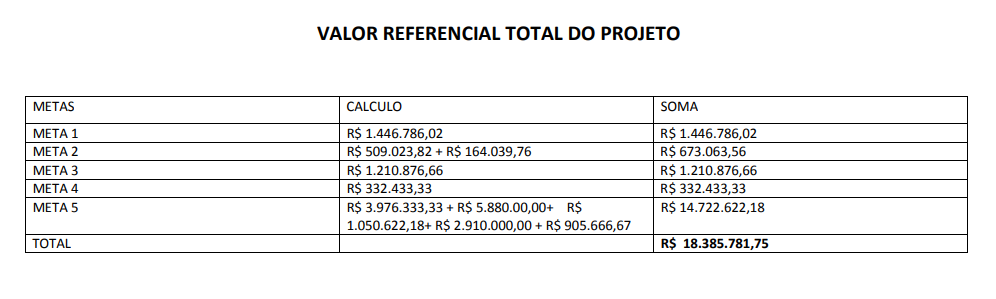 VALOR REFERENCIAL TOTAL DO PROJETO
METAS CALCULO SOMA
META 1 R$ 1.446.786,02 R$ 1.446.786,02
META 2 R$ 509.023,82 + R$ 164.039,76 R$ 673.063,56
META 3 R$ 1.210.876,66 R$ 1.210.876,66
META 4 R$ 332.433,33 R$ 332.433,33
META 5 R$ 3.976.333,33 + R$ 5.880.00,00+ R$ R$ 14.722.622,18
1.050.622,18+ R$ 2.910.000,00 + R$ 905.666,67
TOTAL R$ 18.385.781,75